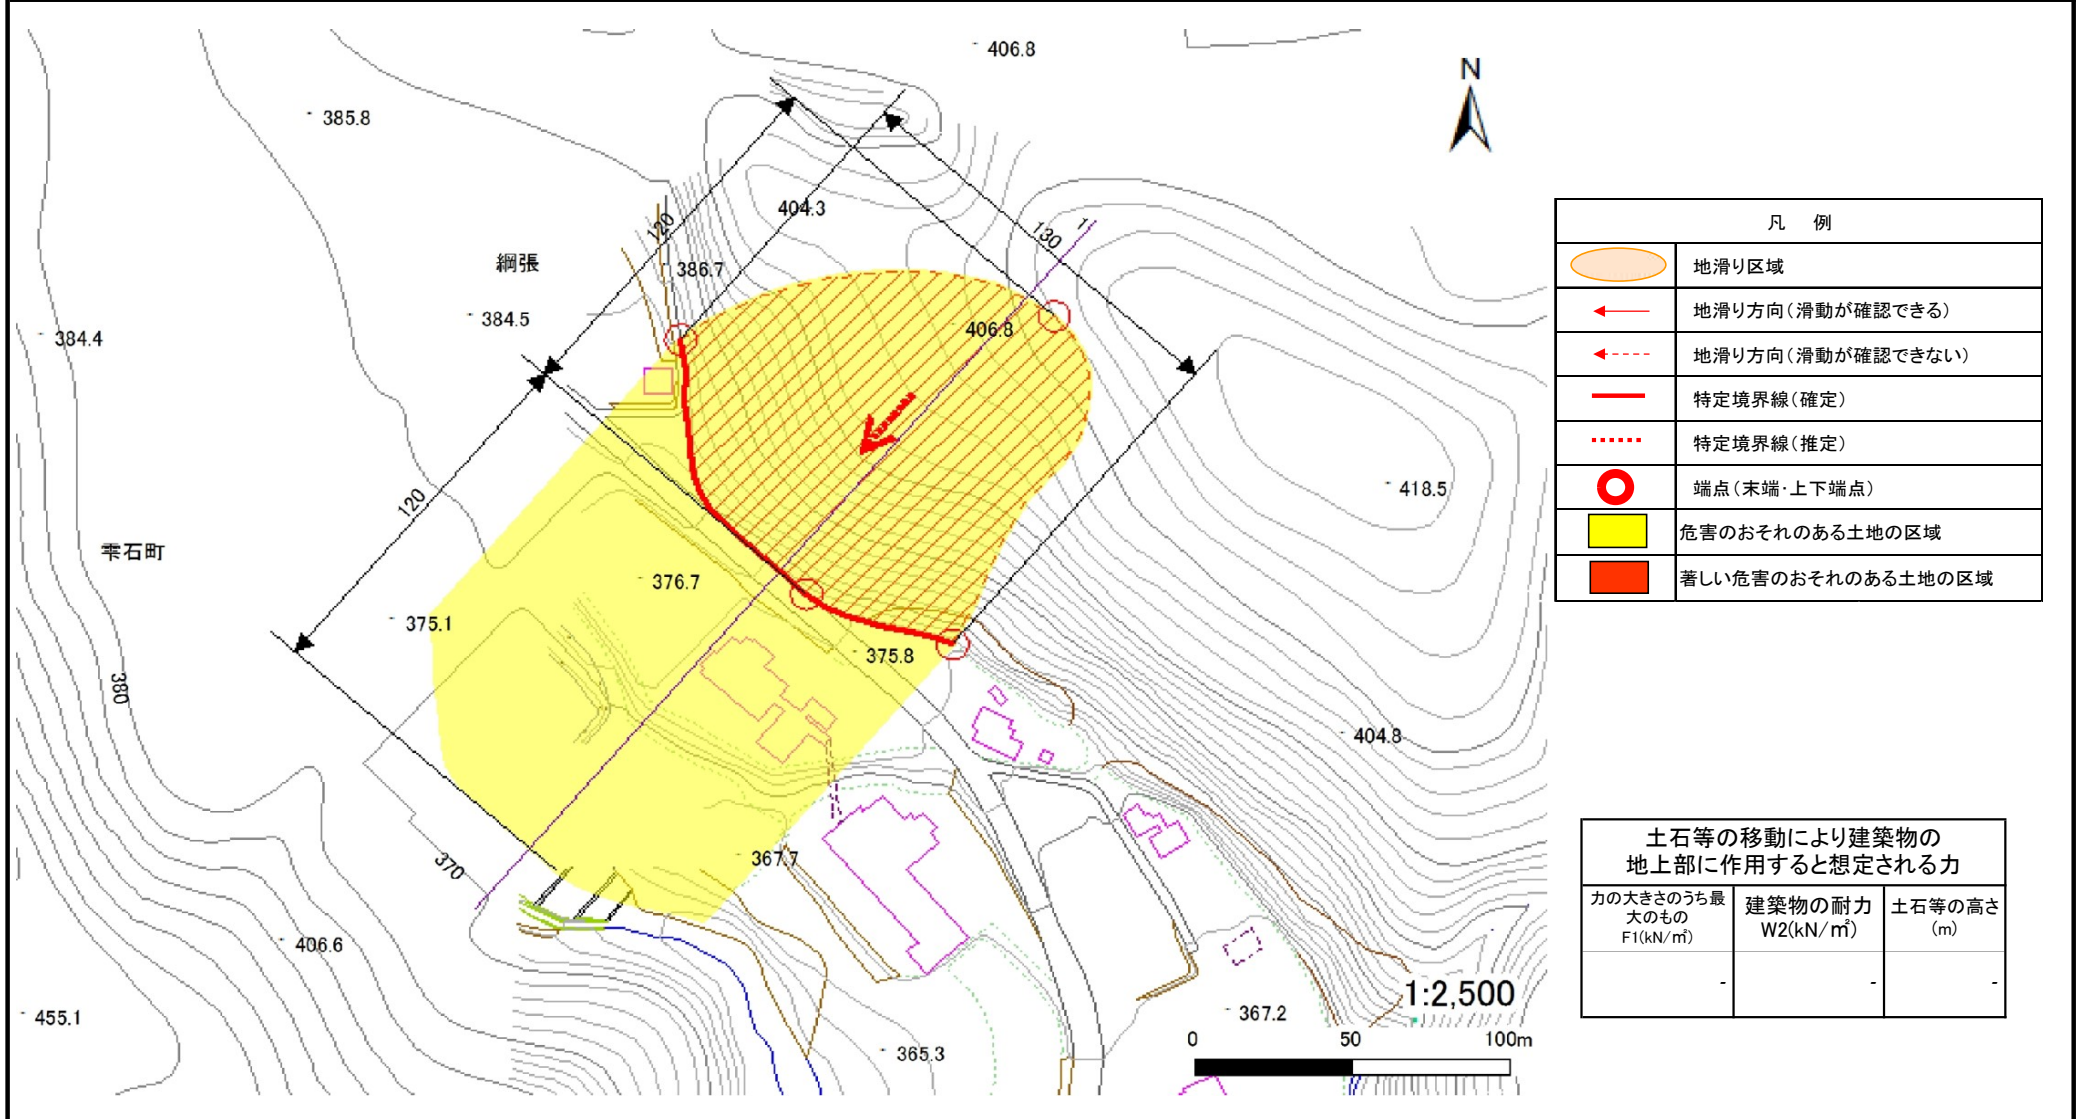 406.8
N
385.8
404.3
120
1
130
綱張
386.7
384.5
406.8
384.4
418.5
120
雫石町
376.7
375.1
375.8
380
404.8
370
367.7
406.6
455.1
367.2
365.3
1:2,500
0 50 100m
凡 例
地滑り区域
地滑り方向(滑動が確認できる)
地滑り方向(滑動が確認できない)
特定境界線(確定)
特定境界線(推定)
端点(末端・上下端点)
危害のおそれのある土地の区域
著しい危害のおそれのある土地の区域
土石等の移動により建築物の
地上部に作用すると想定される力
力の大きさのうち最
大のもの
F1(kN/㎡)
建築物の耐力
W2(kN/㎡)
土石等の高さ
(m)
- - -